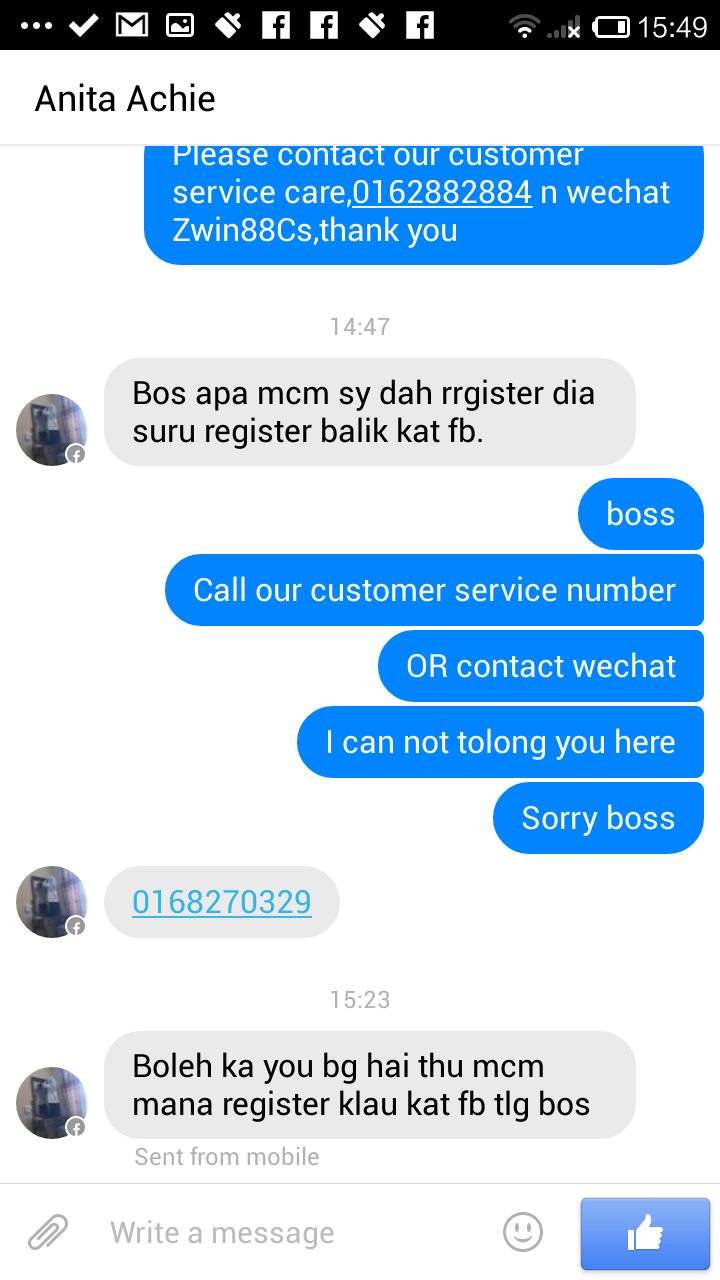 15:49
Anita Achie
Please contact our customer
service care,0162882884 n wechat
Zwin88Cs,thank you
14:47
Bos apa mcm sy dah rrgister dia
suru register balik kat fb.
boss
Call our customer service number
OR contact wechat
I can not tolong you here
Sorry boss
0168270329
15:23
Boleh ka you bg hai thu mcm
mana register klau kat fb tlg bos
Sent from mobile
Write a message